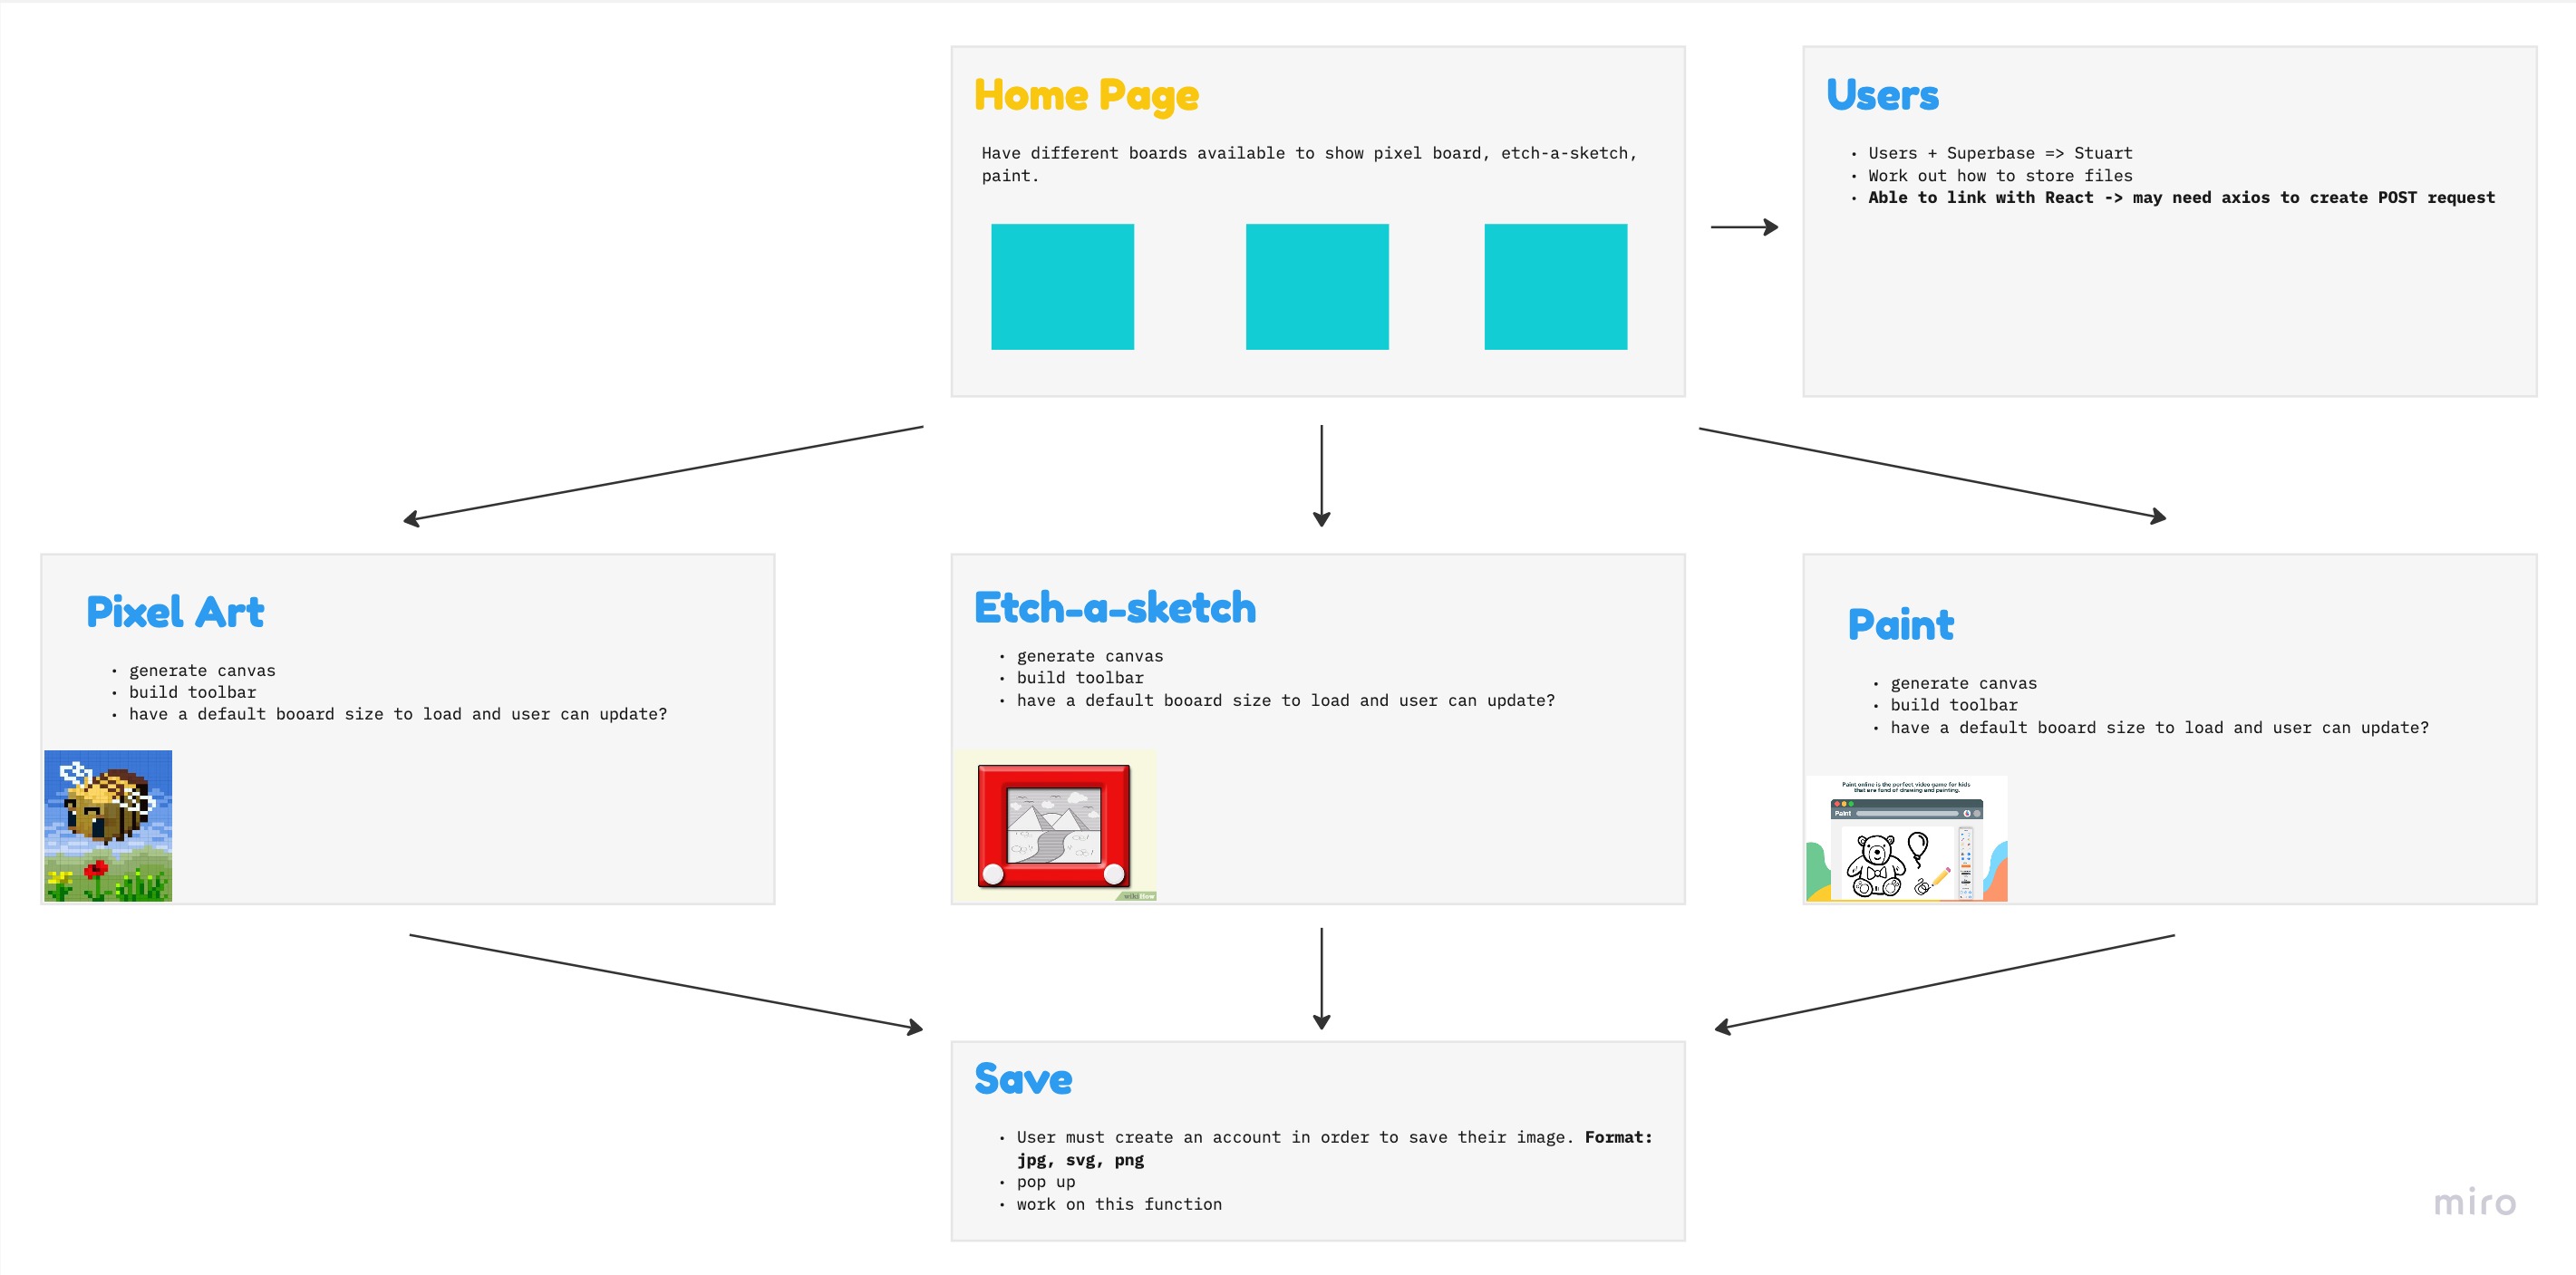 Home Page
Have different boards available to show pixel board, etch-a-sketch,
paint.
Users
• Users + Superbase => Stuart
• Work out how to store files
• Able to link with React -> may need axios to create POST request
Pixel Art
• generate canvas
• build toolbar
• have a default booard size to load and user can update?
Etch-a-sketch
• generate canvas
• build toolbar
• have a default booard size to load and user can update?
wikiHow
Paint
• generate canvas
• build toolbar
• have a default booard size to load and user can update?
Paint online is the perfect video game for kids
that are fond of drawing and painting.
Paint
Save
• User must create an account in order to save their image. Format:
jpg, svg, png
• pop up
• work on this function
miro